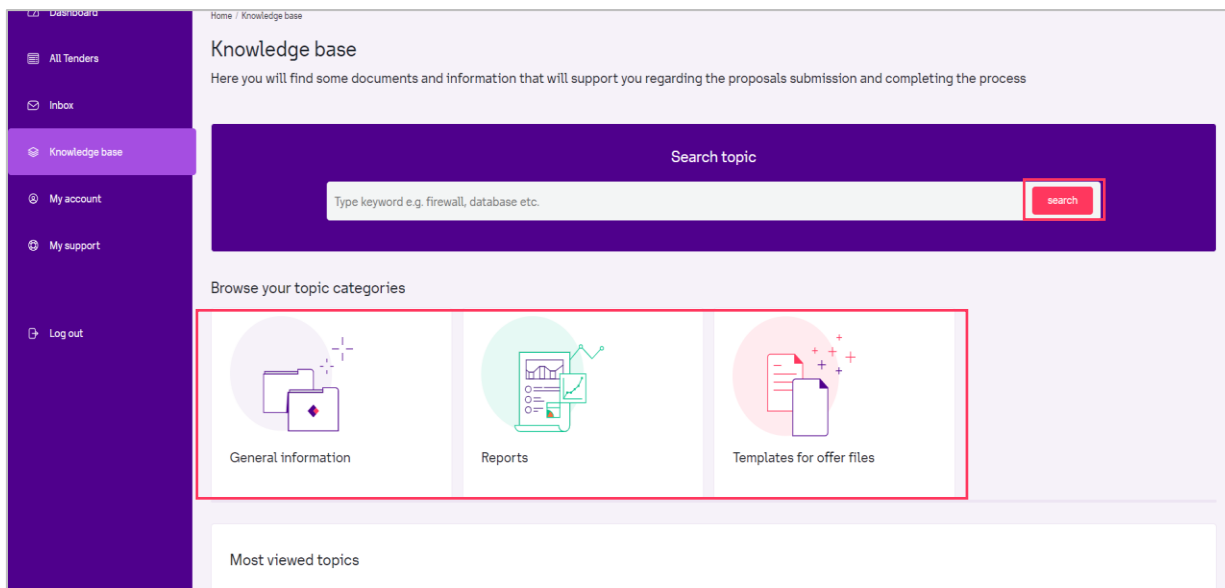 Dashboard
Home / Knowledge base
All Tenders
Knowledge base
Here you will find some documents and information that will support you regarding the proposals submission and completing the process
Inbox
Knowledge base
Search topic
Type keyword e.g. firewall, database etc.
search
My account
My support
Browse your topic categories
Log out
General information
Reports
Templates for offer files
Most viewed topics